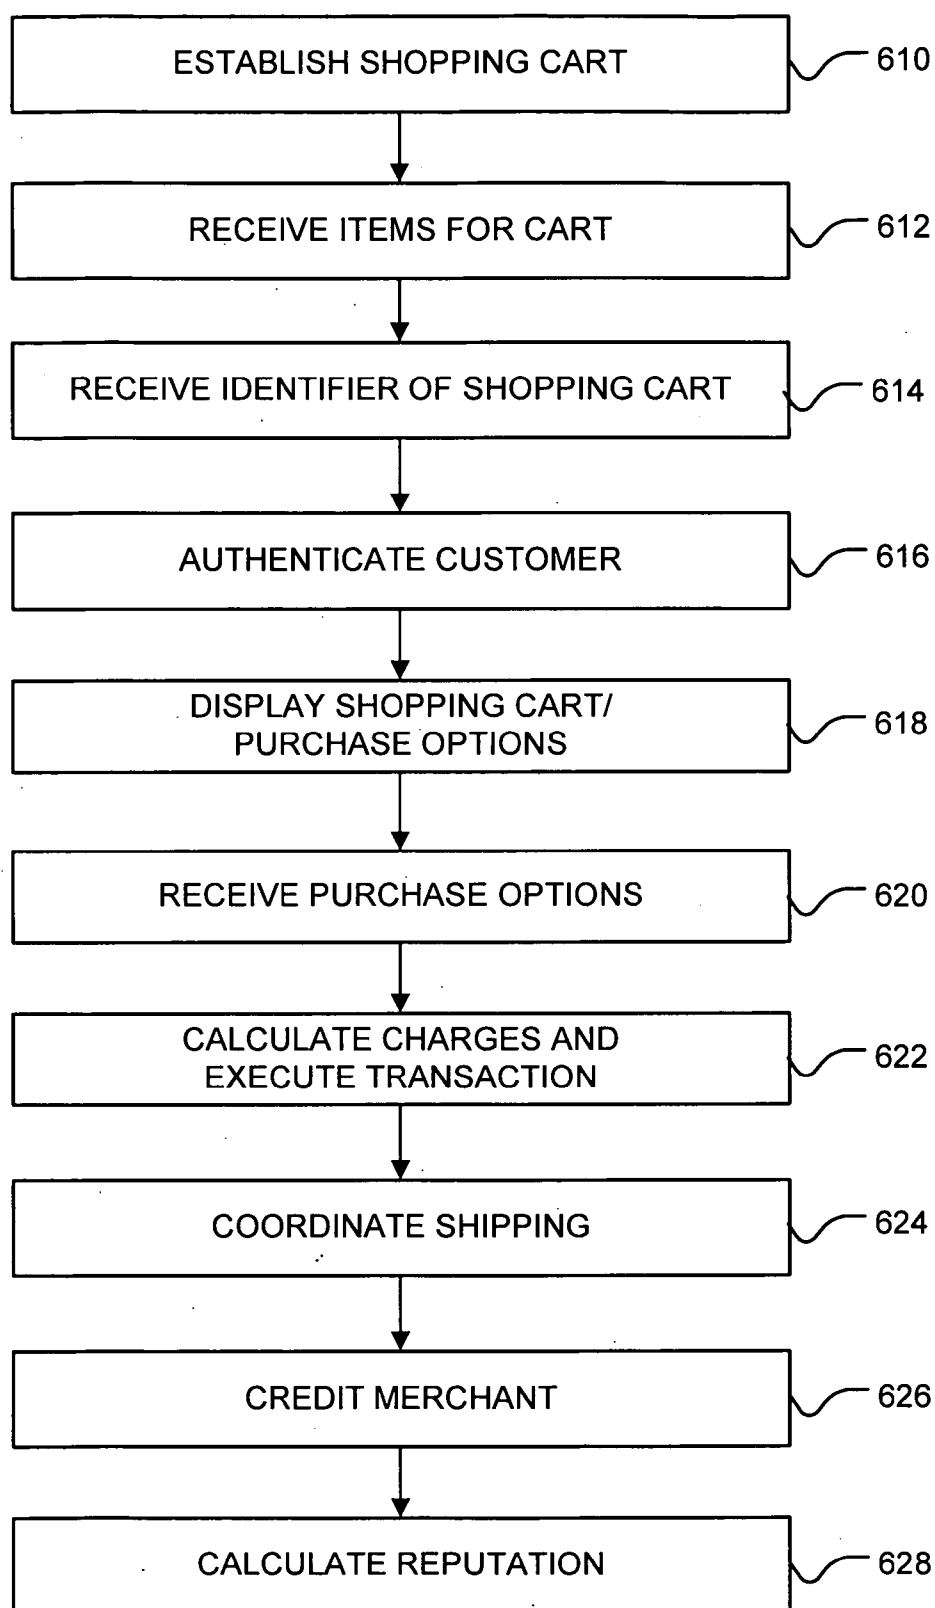 ESTABLISH SHOPPING CART
610
RECEIVE ITEMS FOR CART
612
RECEIVE IDENTIFIER OF SHOPPING CART
614
AUTHENTICATE CUSTOMER
616
DISPLAY SHOPPING CART/
PURCHASE OPTIONS
618
RECEIVE PURCHASE OPTIONS
620
CALCULATE CHARGES AND
EXECUTE TRANSACTION
622
COORDINATE SHIPPING
624
CREDIT MERCHANT
626
CALCULATE REPUTATION
628